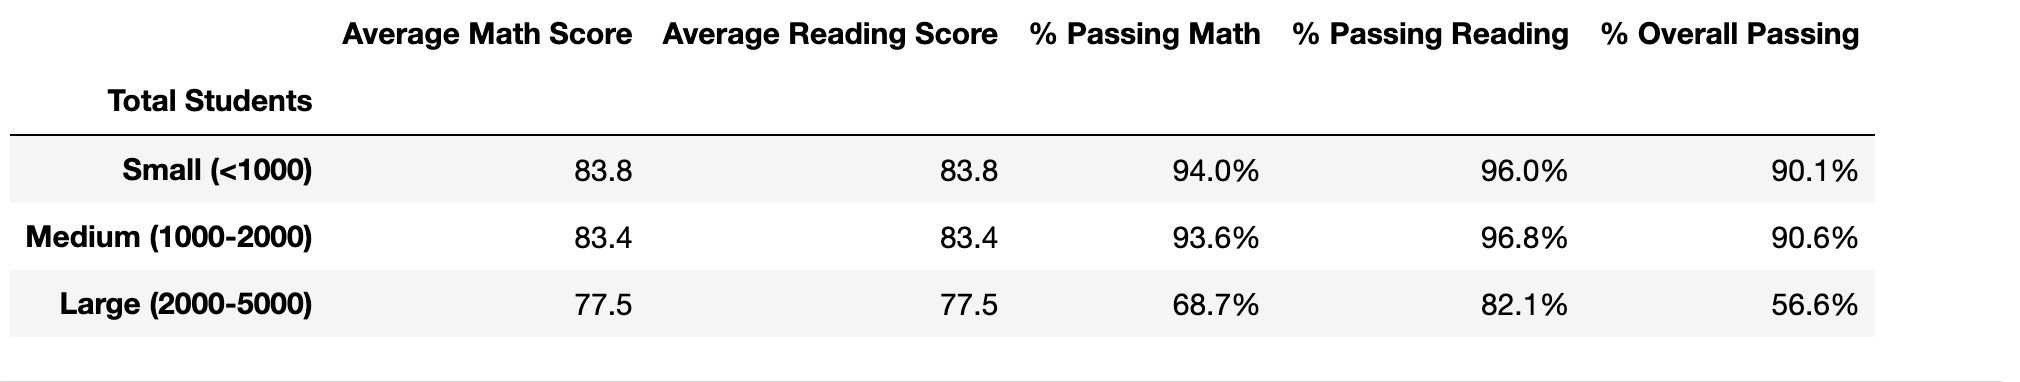 Average Math Score Average Reading Score % Passing Math % Passing Reading % Overall Passing
Total Students
Small (<1000) 83.8 83.8 94.0% 96.0% 90.1%
Medium (1000-2000) 83.4 83.4 93.6% 96.8% 90.6%
Large (2000-5000) 77.5 77.5 68.7% 82.1% 56.6%